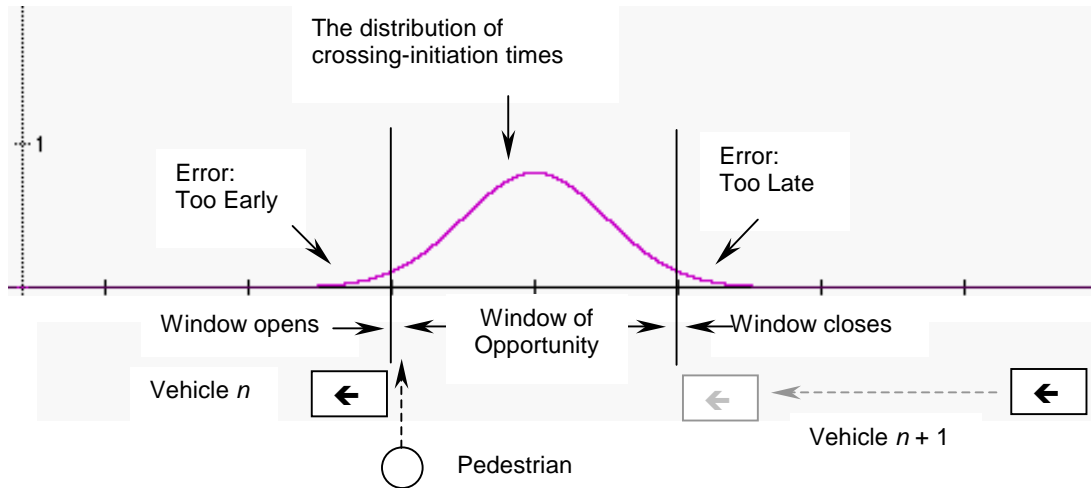 The distribution of
crossing-initiation times
1
Error:
Too Early
Error:
Too Late
Window opens
Window of
Opportunity
Window closes
Vehicle n
Vehicle n + 1
Pedestrian